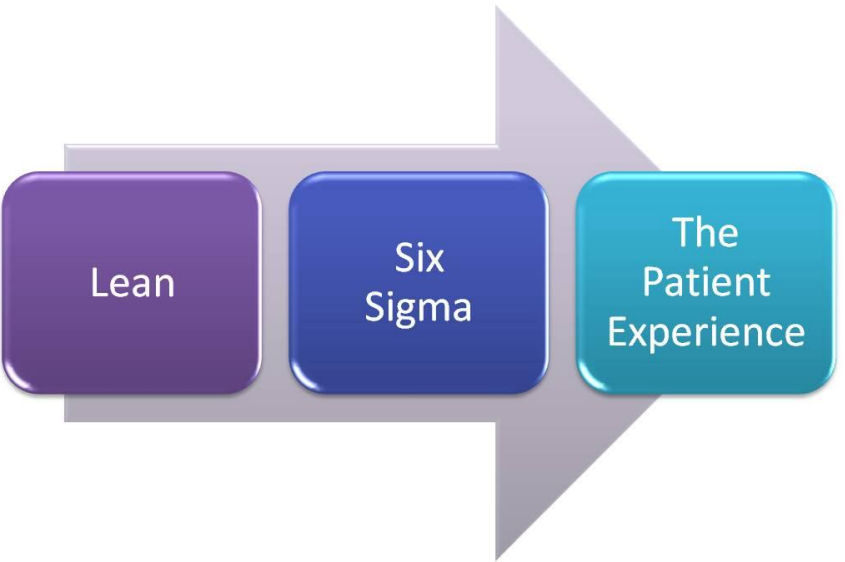 Lean
Six
Sigma
The
Patient
Experience